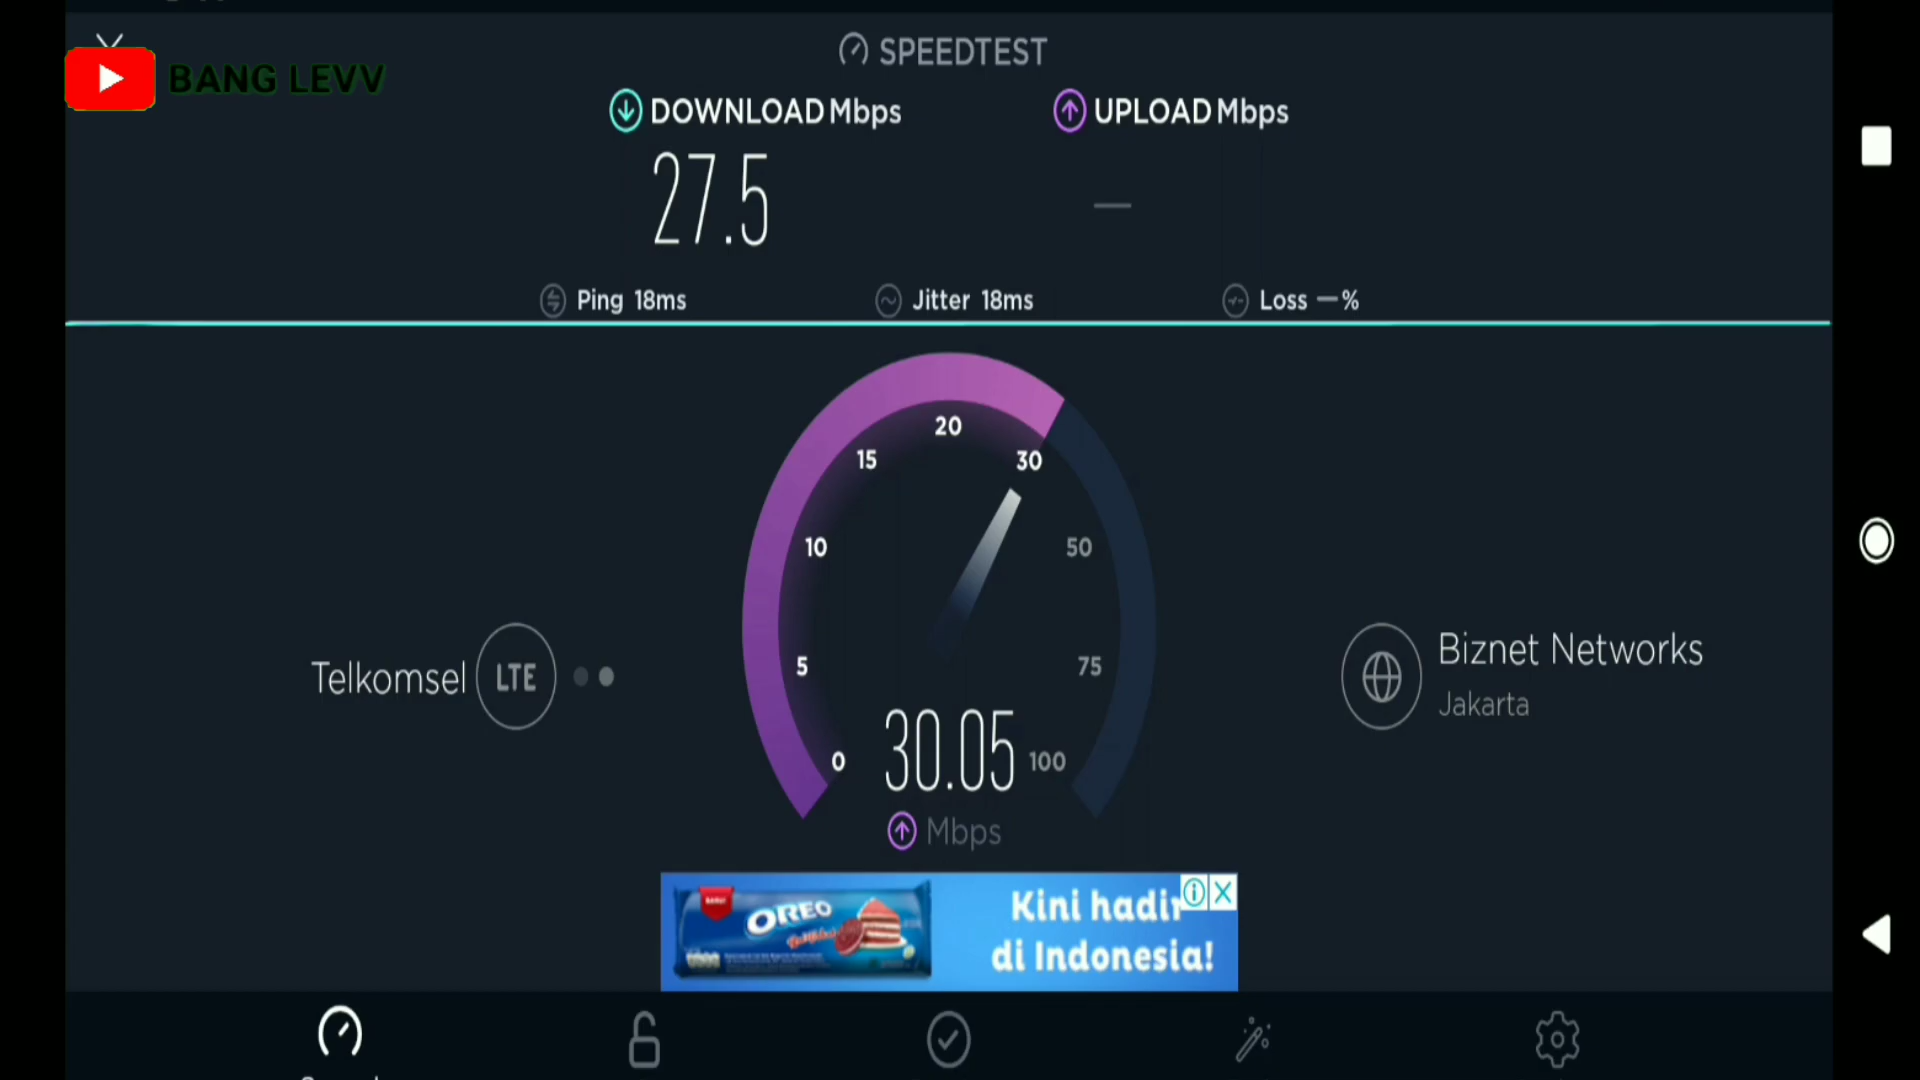 SPEEDTEST
BANG LEVV
DOWNLOAD Mbps
UPLOAD Mbps
27.5
—
Ping 18ms
Jitter 18ms
Loss —%
20
15
30
10
50
5
75
0
100
30.05
Mbps
Telkomsel
LTE
Biznet Networks
Jakarta
OREO
Kini hadir
di Indonesia!